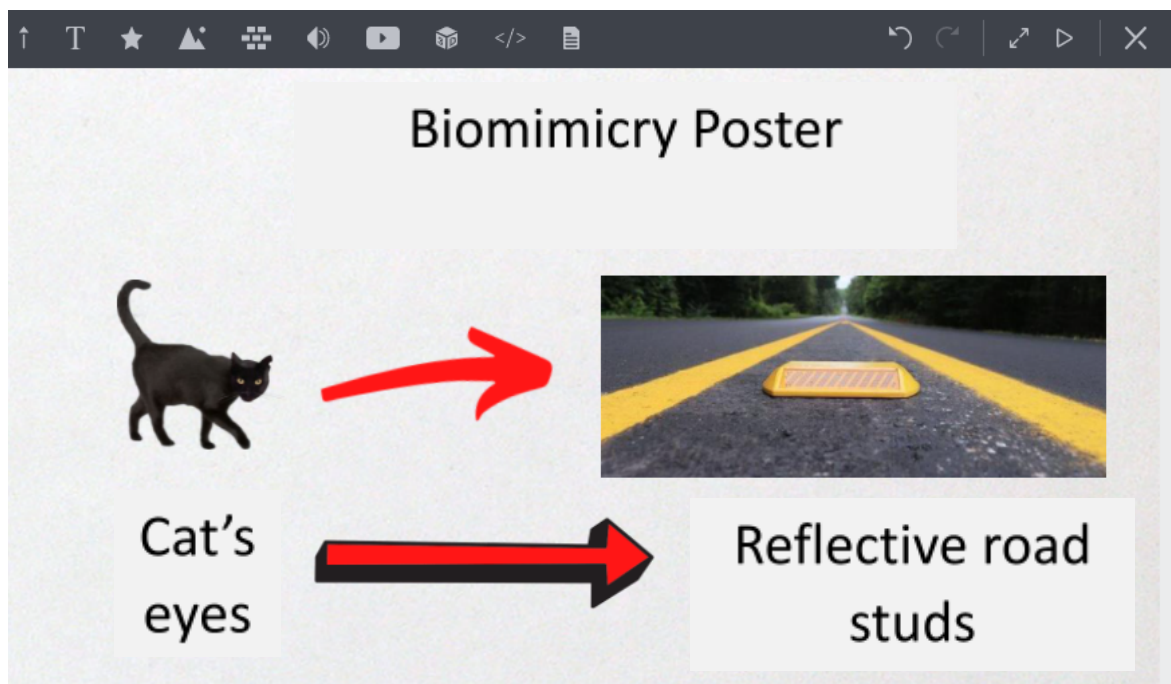 T
</>
Biomimicry Poster
Cat’s
eyes
Reflective road
studs